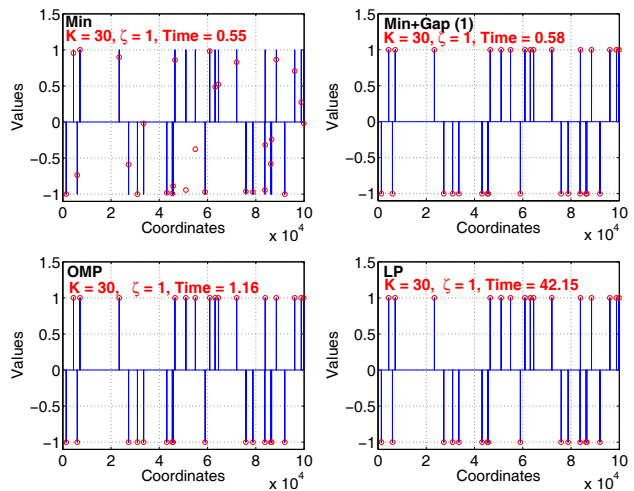 Min
K = 30, ζ = 1, Time = 0.55
1.5
1
0.5
0
−0.5
−1
Values
0 2 4 6 8 10
Coordinates
x 10^4
Min+Gap (1)
K = 30, ζ = 1, Time = 0.58
1.5
1
0.5
0
−0.5
−1
Values
0 2 4 6 8 10
Coordinates
x 10^4
OMP
K = 30, ζ = 1, Time = 1.16
1.5
1
0.5
0
−0.5
−1
Values
0 2 4 6 8 10
Coordinates
x 10^4
LP
K = 30, ζ = 1, Time = 42.15
1.5
1
0.5
0
−0.5
−1
Values
0 2 4 6 8 10
Coordinates
x 10^4